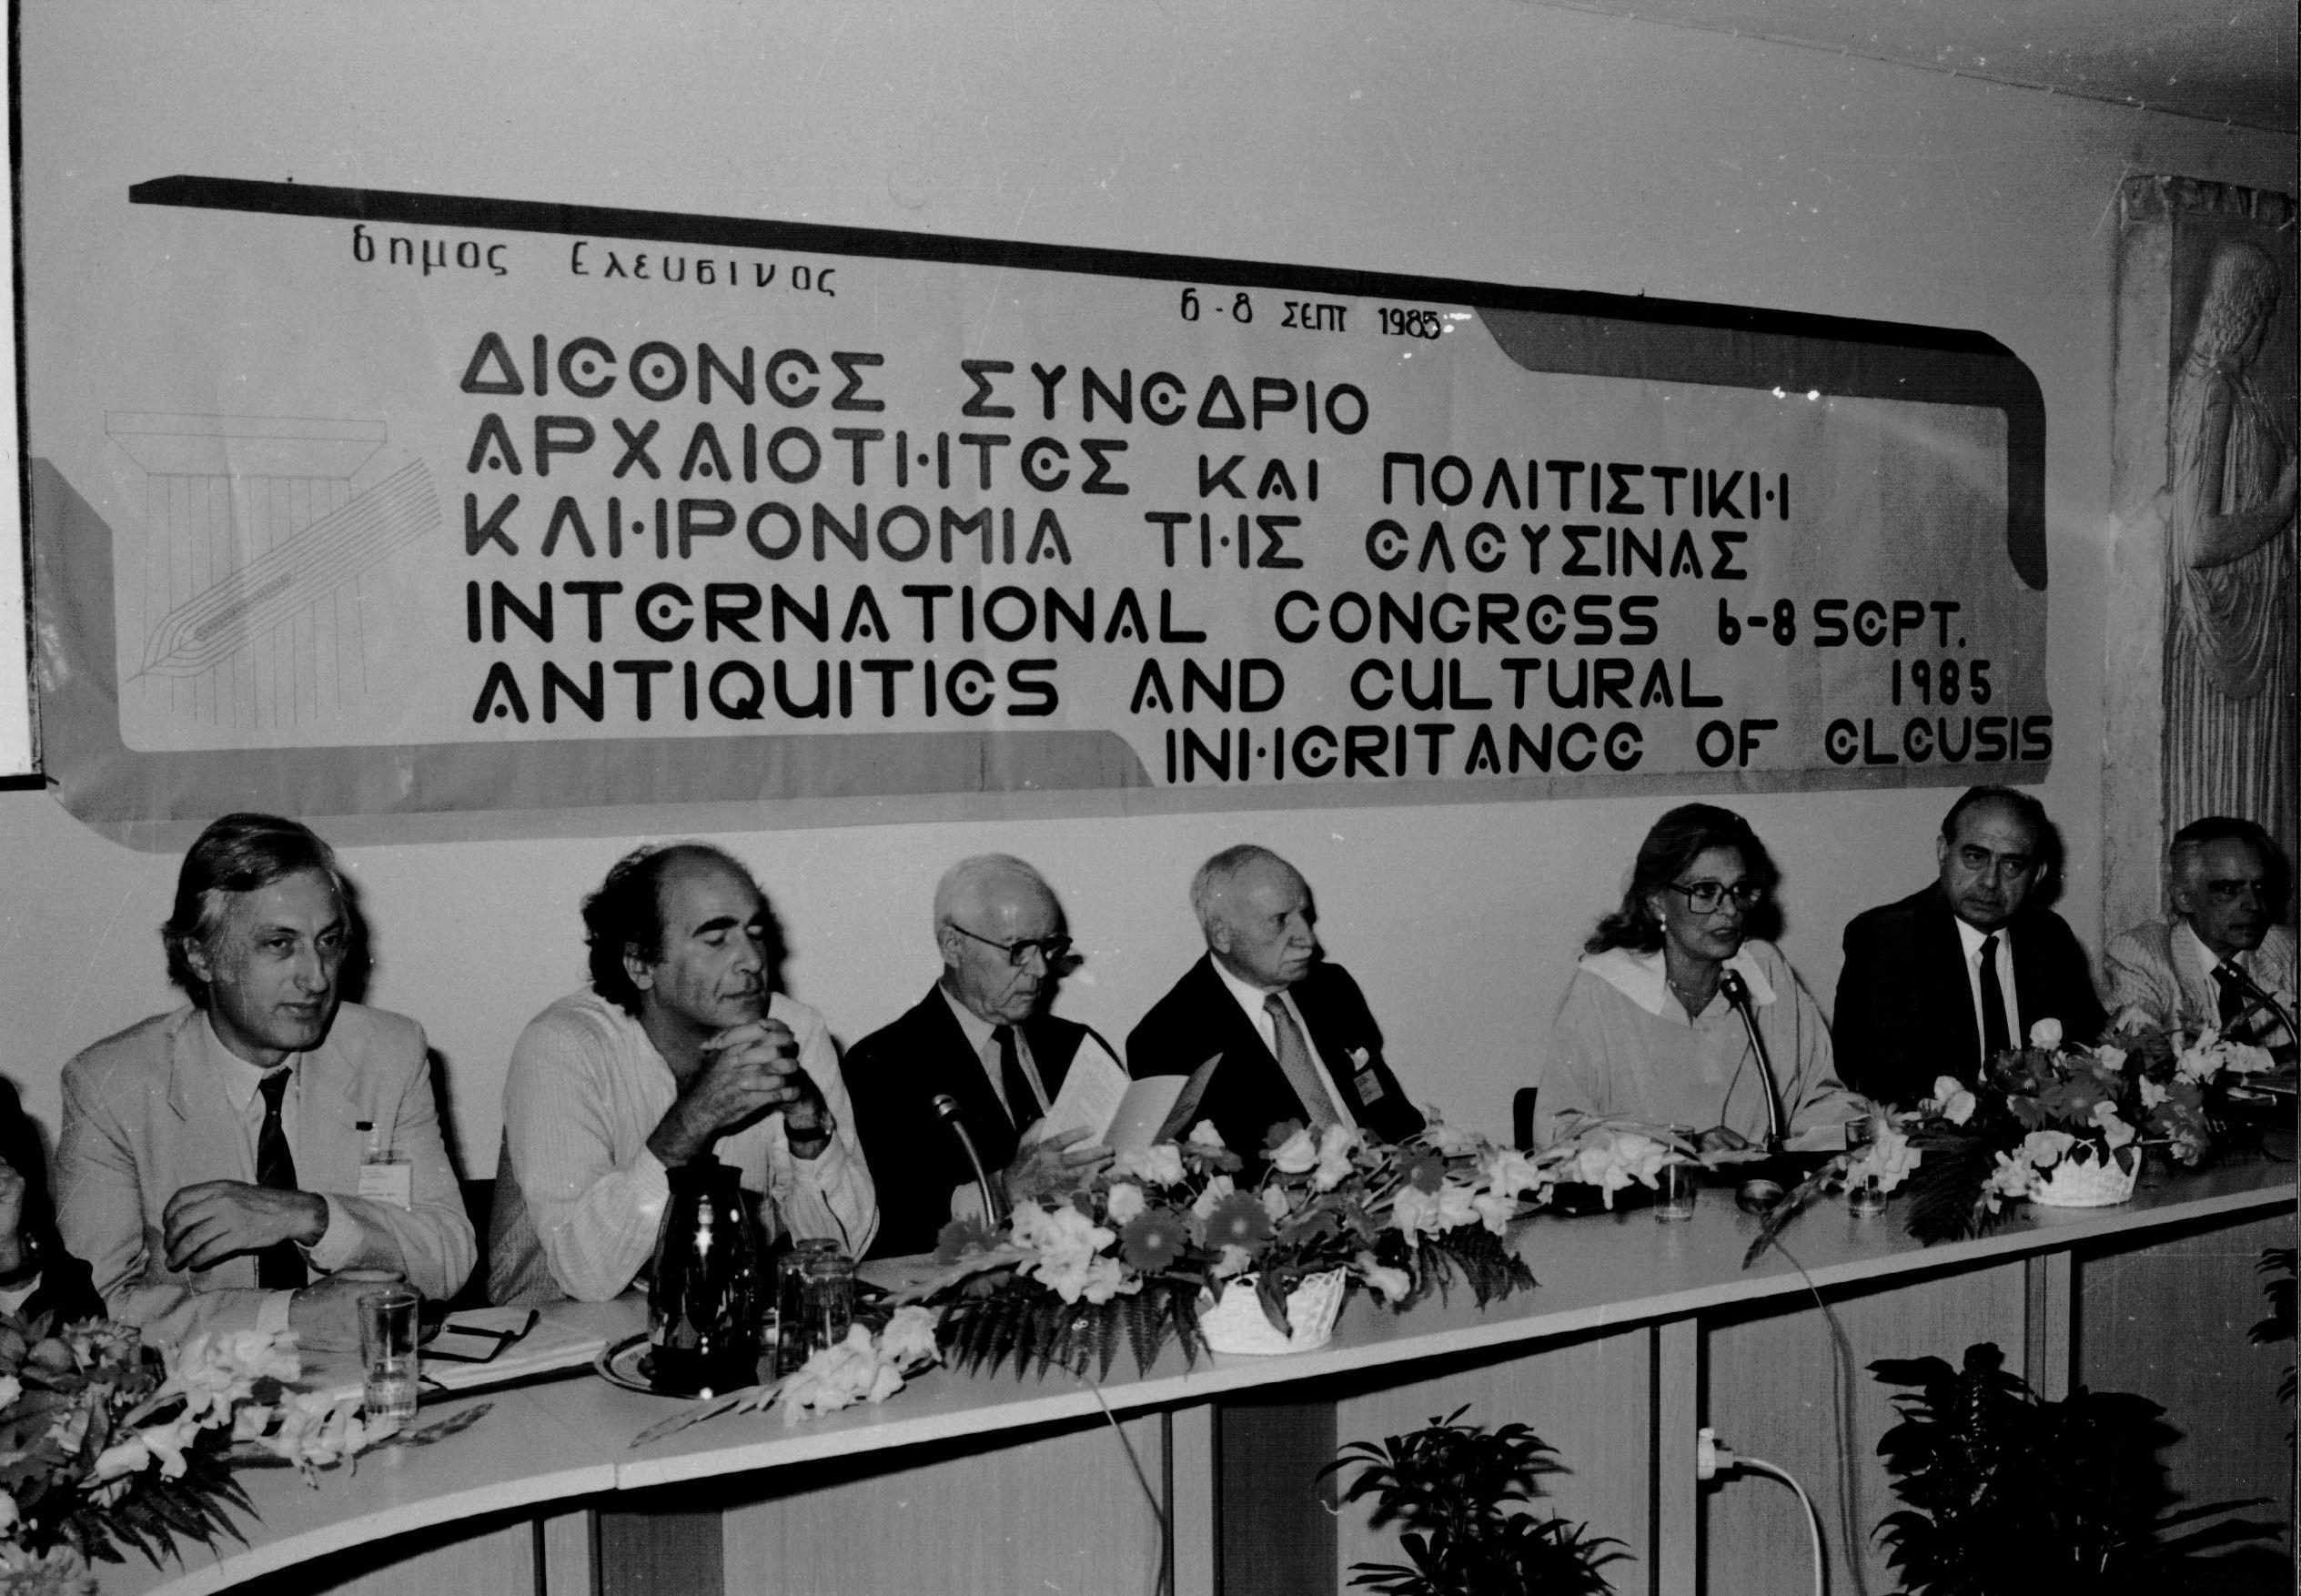 δημος Ελευσινος
6-8 ΣΕΠΤ 1985
ΔΙΕΘΝΕΣ ΣΥΝΕΔΡΙΟ
ΑΡΧΑΙΟΤΗΤΕΣ ΚΑΙ ΠΟΛΙΤΙΣΤΙΚΗ
ΚΛΗΡΟΝΟΜΙΑ ΤΗΣ ΕΛΕΥΣΙΝΑΣ
INTERNATIONAL CONGRESS 6-8 SEPT.
ANTIQUITIES AND CULTURAL 1985
INHERITANCE OF ELEUSIS